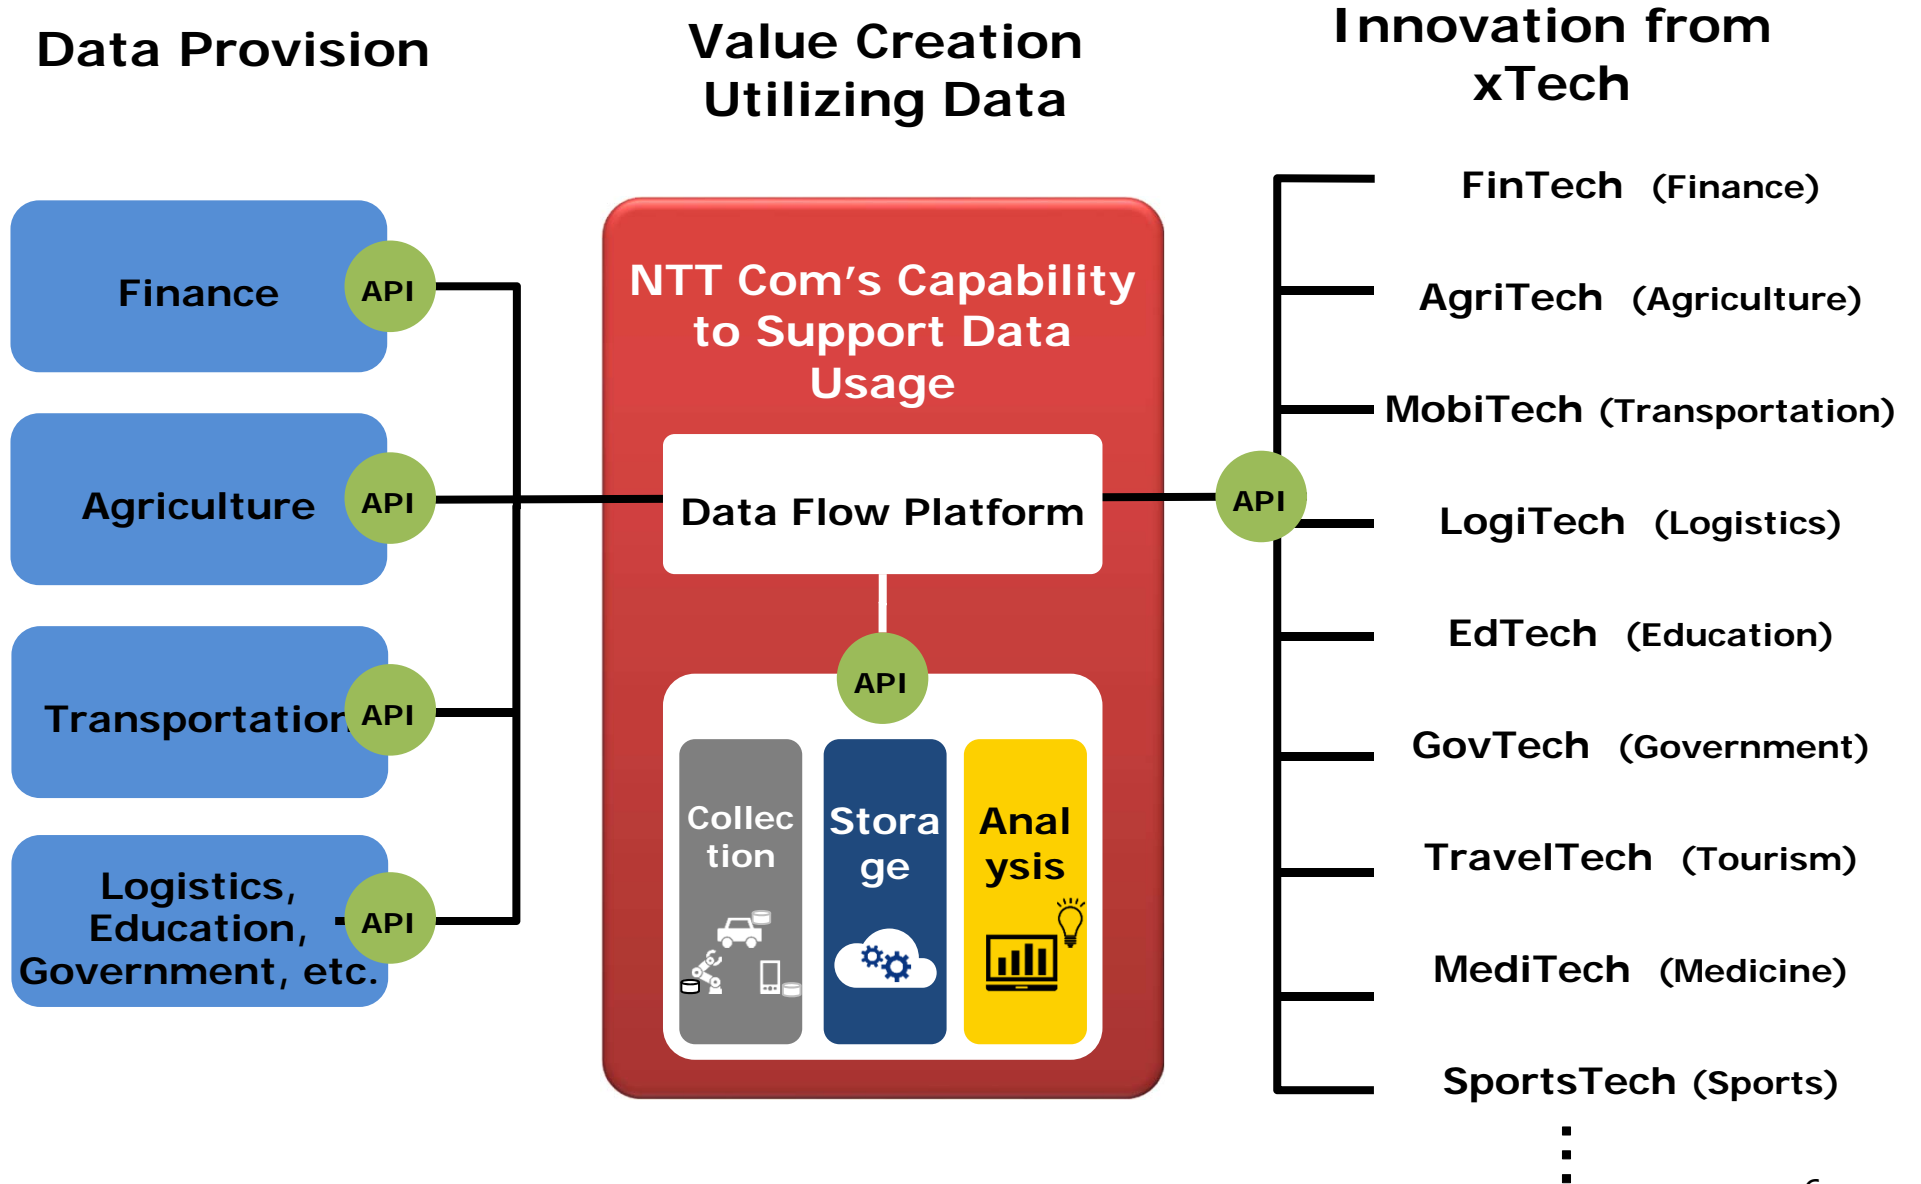 Data Provision
Value Creation
Utilizing Data
Innovation from
xTech
Finance
API
Agriculture
API
Transportation
API
Logistics,
Education,
Government, etc.
API
NTT Com’s Capability
to Support Data
Usage
Data Flow Platform
API
Collec
tion
Stora
ge
Anal
ysis
API
FinTech (Finance)
AgriTech (Agriculture)
MobiTech (Transportation)
LogiTech (Logistics)
EdTech (Education)
GovTech (Government)
TravelTech (Tourism)
MediTech (Medicine)
SportsTech (Sports)